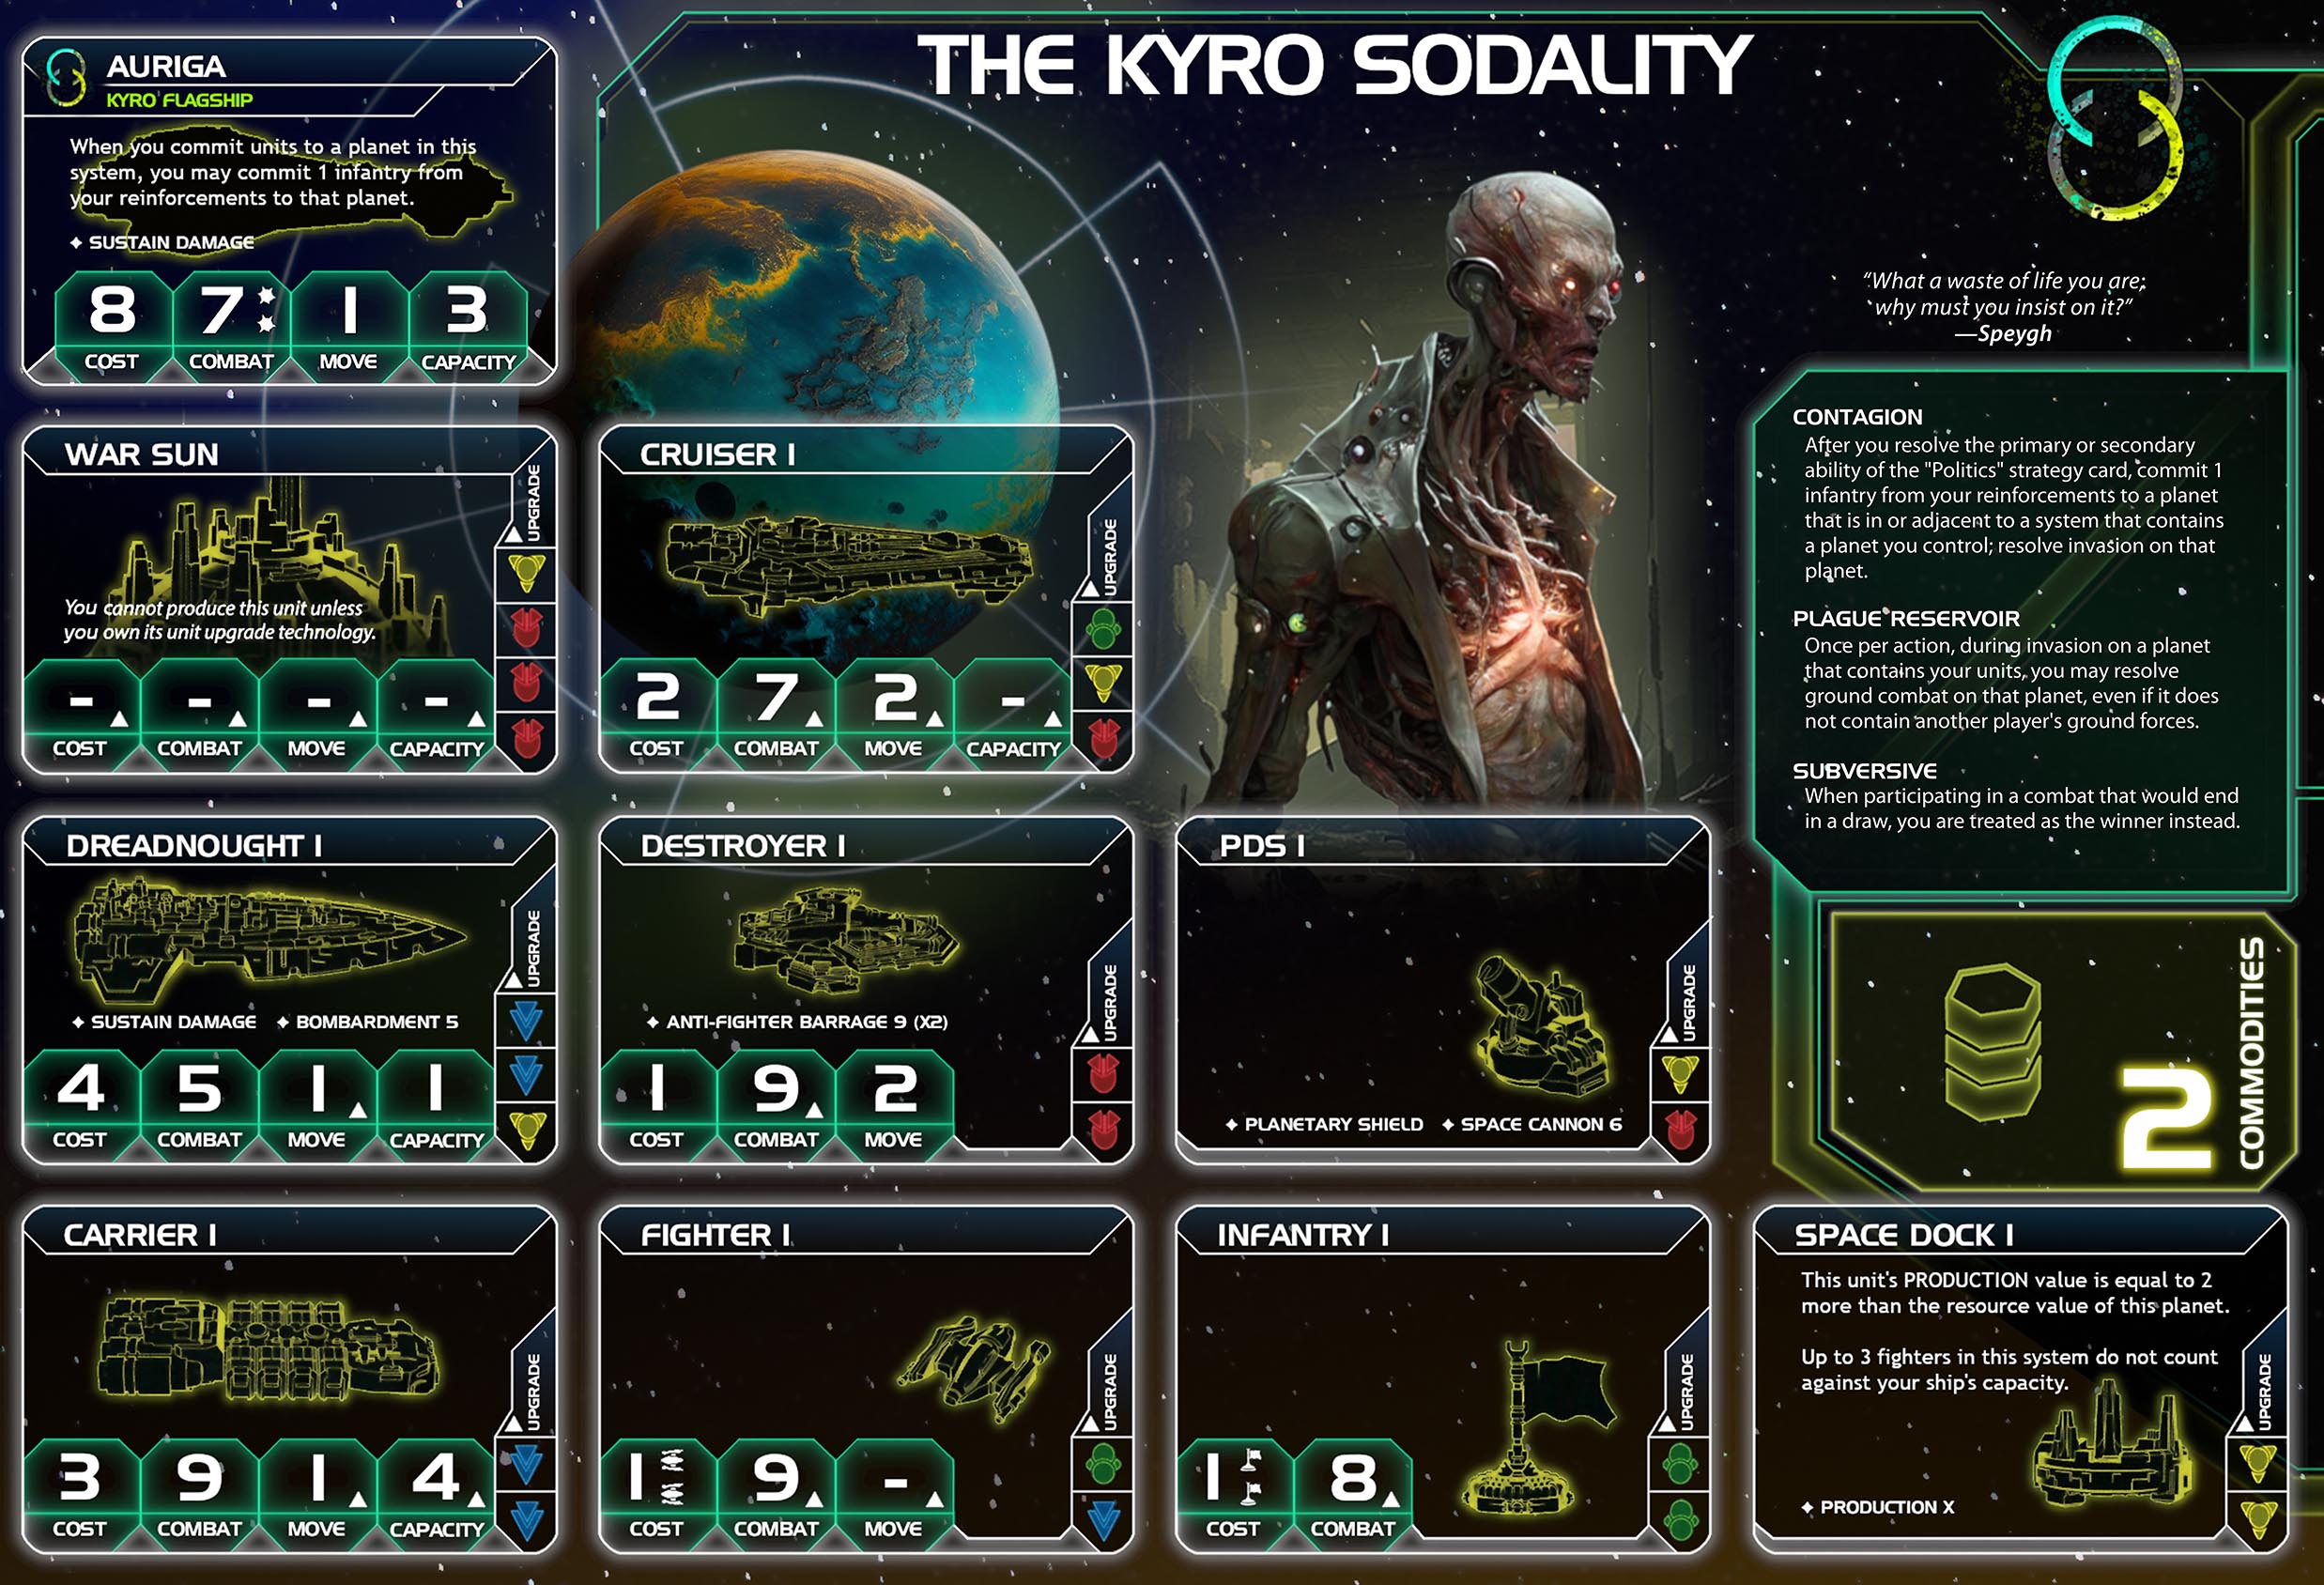 THE KYRO SODALITY
AURIGA
KYRO FLAGSHIP
When you commit units to a planet in this
system, you may commit 1 infantry from
your reinforcements to that planet.
SUSTAIN DAMAGE
8 7 1 3
COST COMBAT MOVE CAPACITY
"What a waste of life you are;
why must you insist on it?"
—Speygh
WAR SUN
UPGRADE
You cannot produce this unit unless
you own its unit upgrade technology.
- - - -
COST COMBAT MOVE CAPACITY
CRUISER I
UPGRADE
2 7 2 -
COST COMBAT MOVE CAPACITY
CONTAGION
After you resolve the primary or secondary
ability of the "Politics" strategy card, commit 1
infantry from your reinforcements to a planet
that is in or adjacent to a system that contains
a planet you control; resolve invasion on that
planet.
PLAGUE RESERVOIR
Once per action, during invasion on a planet
that contains your units, you may resolve
ground combat on that planet, even if it does
not contain another player's ground forces.
SUBVERSIVE
When participating in a combat that would end
in a draw, you are treated as the winner instead.
DREADNOUGHT I
UPGRADE
SUSTAIN DAMAGE BOMBARDMENT 5
4 5 1 1
COST COMBAT MOVE CAPACITY
DESTROYER I
UPGRADE
ANTI-FIGHTER BARRAGE 9 (X2)
1 9 2
COST COMBAT MOVE
PDS I
UPGRADE
PLANETARY SHIELD SPACE CANNON 6
2
COMMODITIES
CARRIER I
UPGRADE
3 9 1 4
COST COMBAT MOVE CAPACITY
FIGHTER I
UPGRADE
1 9 -
COST COMBAT MOVE
INFANTRY I
UPGRADE
1 8
COST COMBAT
SPACE DOCK I
This unit's PRODUCTION value is equal to 2
more than the resource value of this planet.
Up to 3 fighters in this system do not count
against your ship's capacity.
UPGRADE
PRODUCTION X